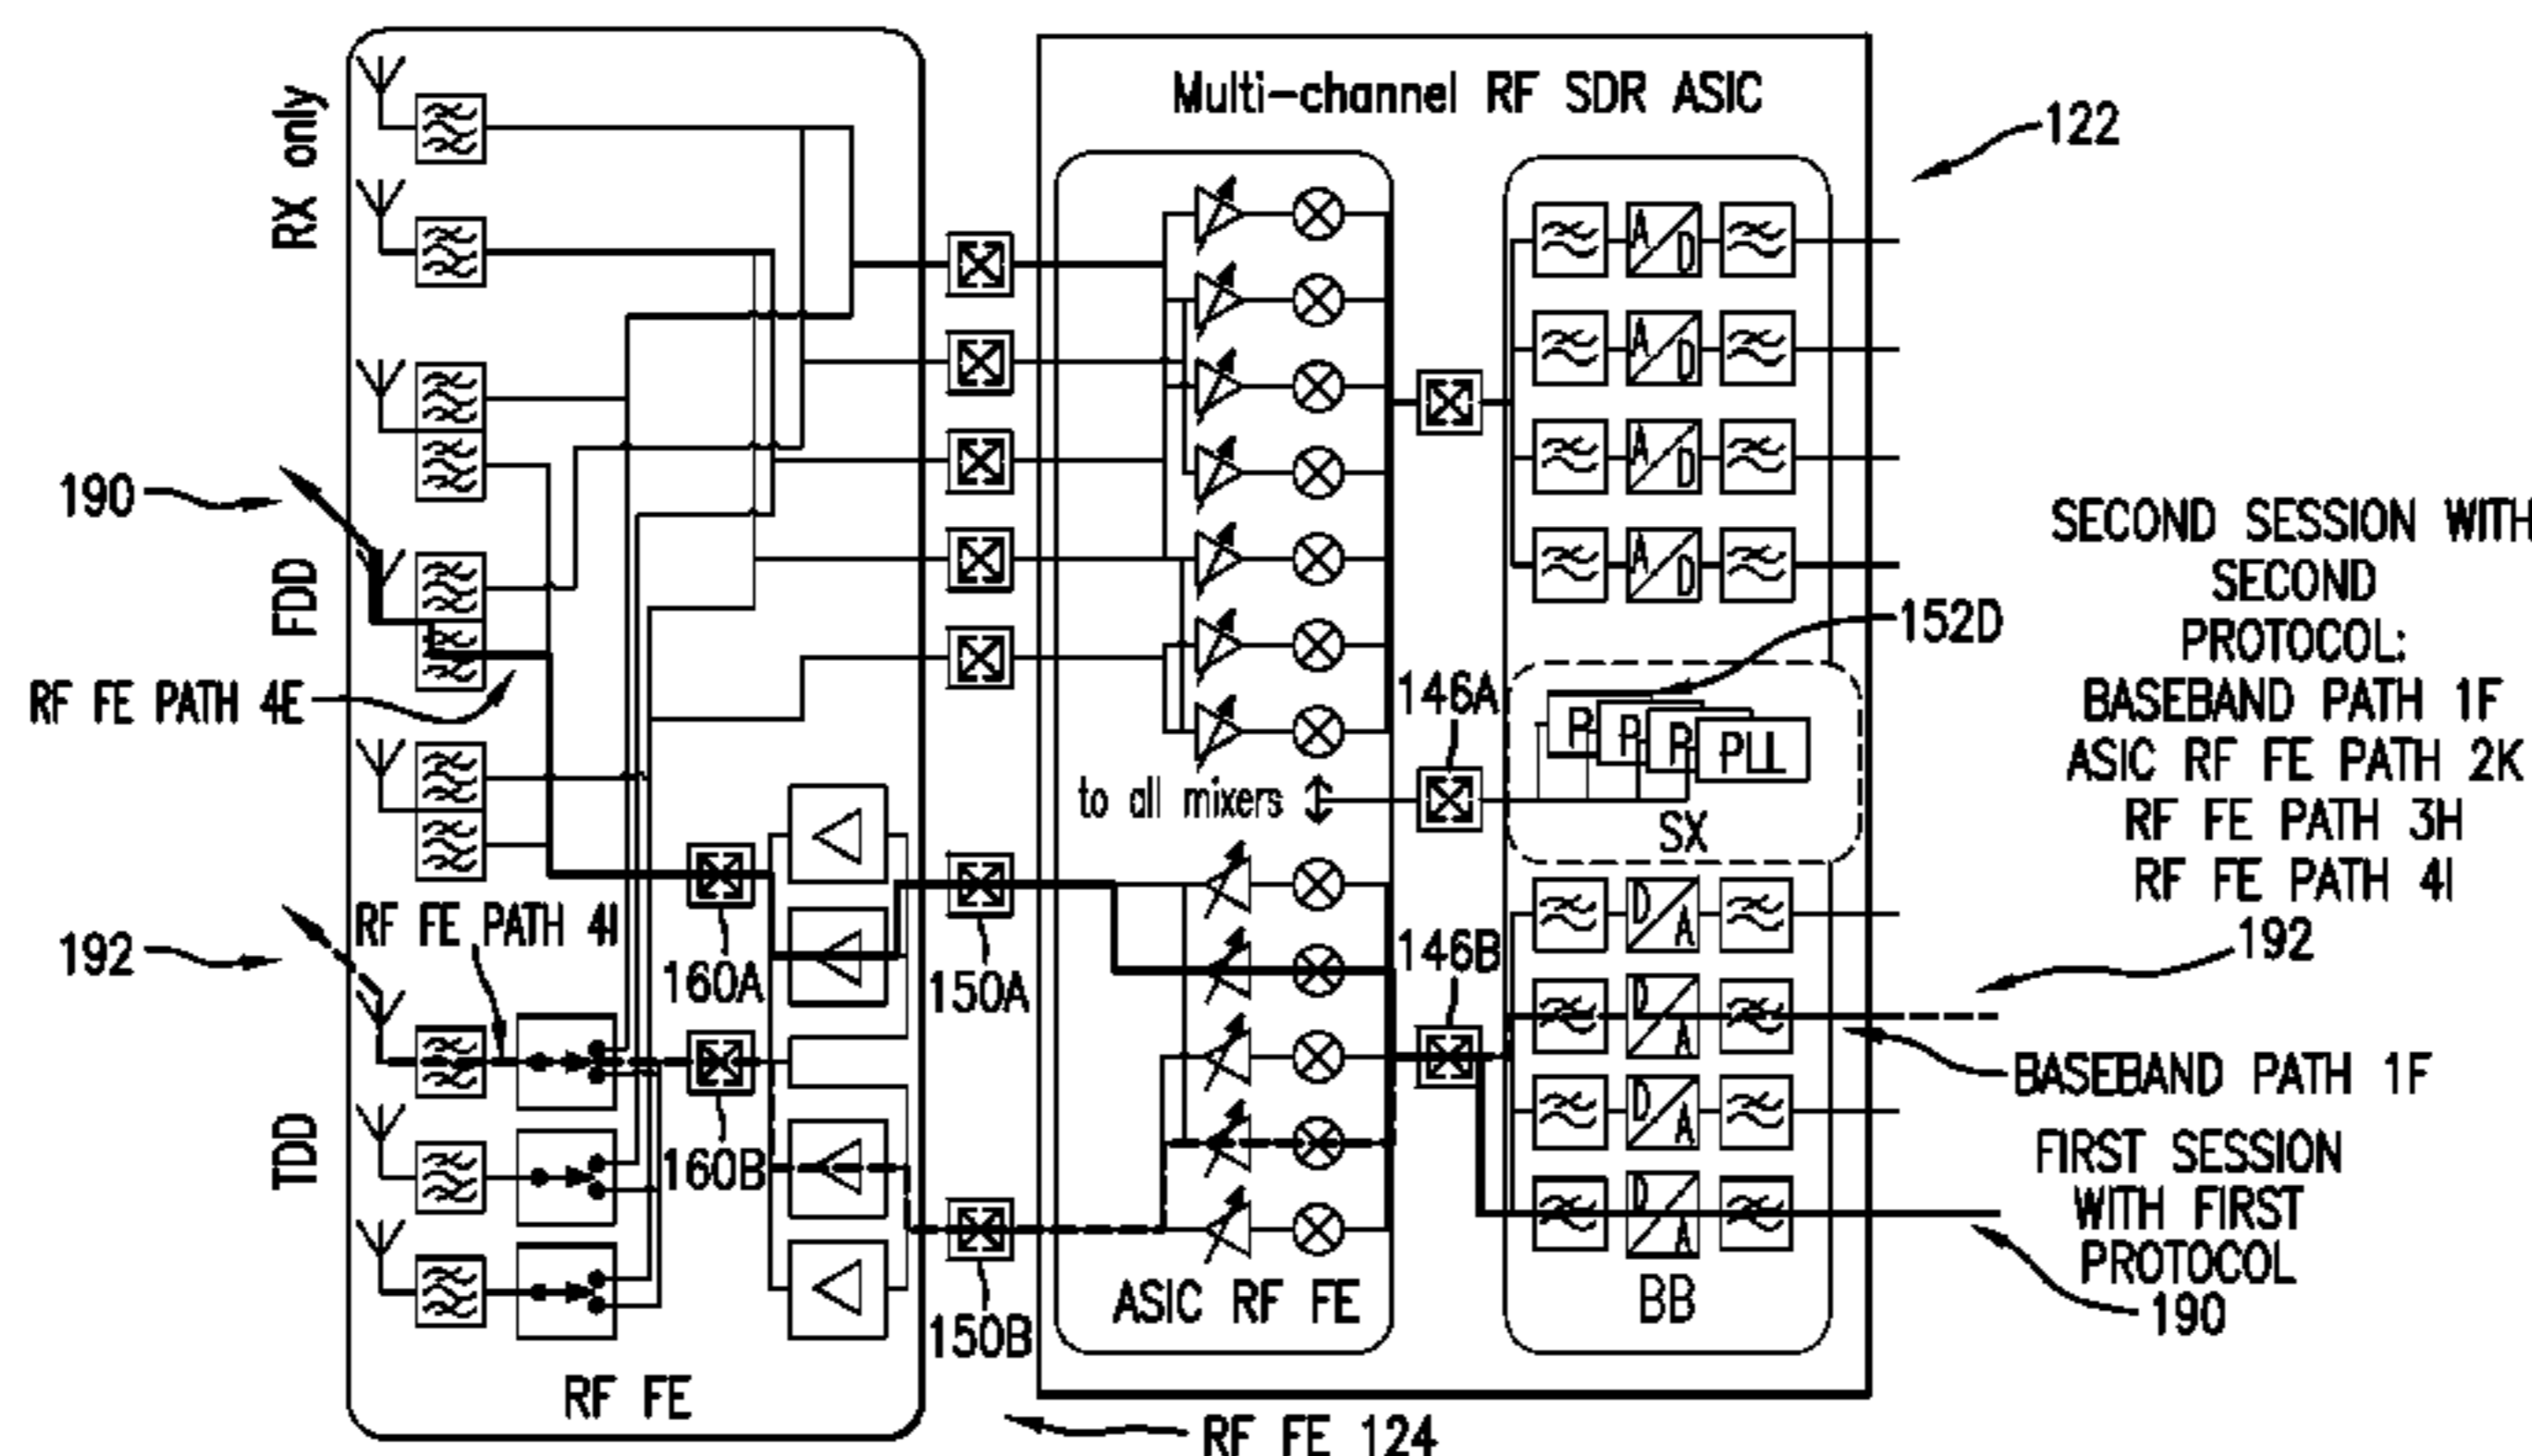 RX only
FDD
TDD
190
RF FE PATH 4E
192
RF FE PATH 4I
160A
160B
RF FE
150A
150B
RF FE 124
Multi-channel RF SDR ASIC
to all mixers
ASIC RF FE
146A
146B
A D
A D
A D
A D
152D
P P P PLL
SX
D A
D A
D A
D A
BB
122
SECOND SESSION WITH
SECOND
PROTOCOL:
BASEBAND PATH 1F
ASIC RF FE PATH 2K
RF FE PATH 3H
RF FE PATH 4I
192
BASEBAND PATH 1F
FIRST SESSION
WITH FIRST
PROTOCOL
190